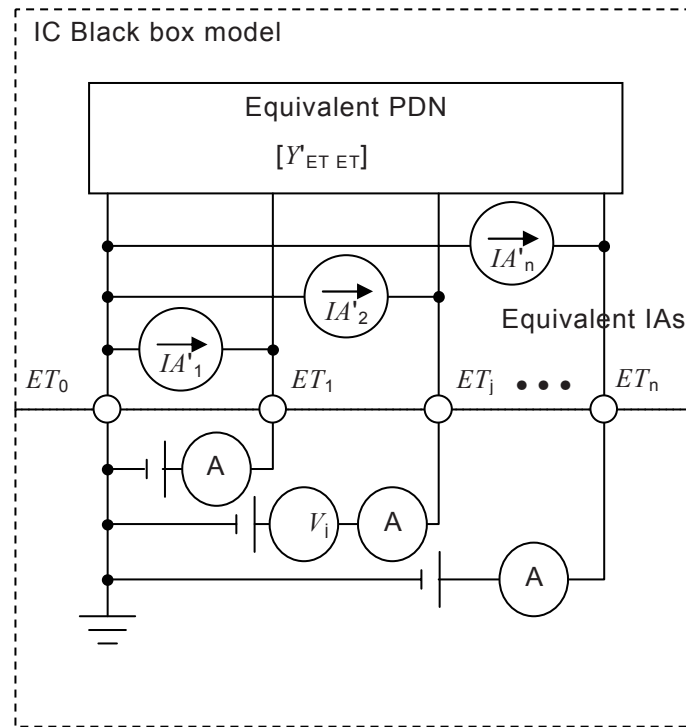 IC Black box model
Equivalent PDN
[Y'ET ET]
IA'n
IA'2
Equivalent IAs
IA'1
ET0 ET1 ETj ••• ETn
A
Vi A
A